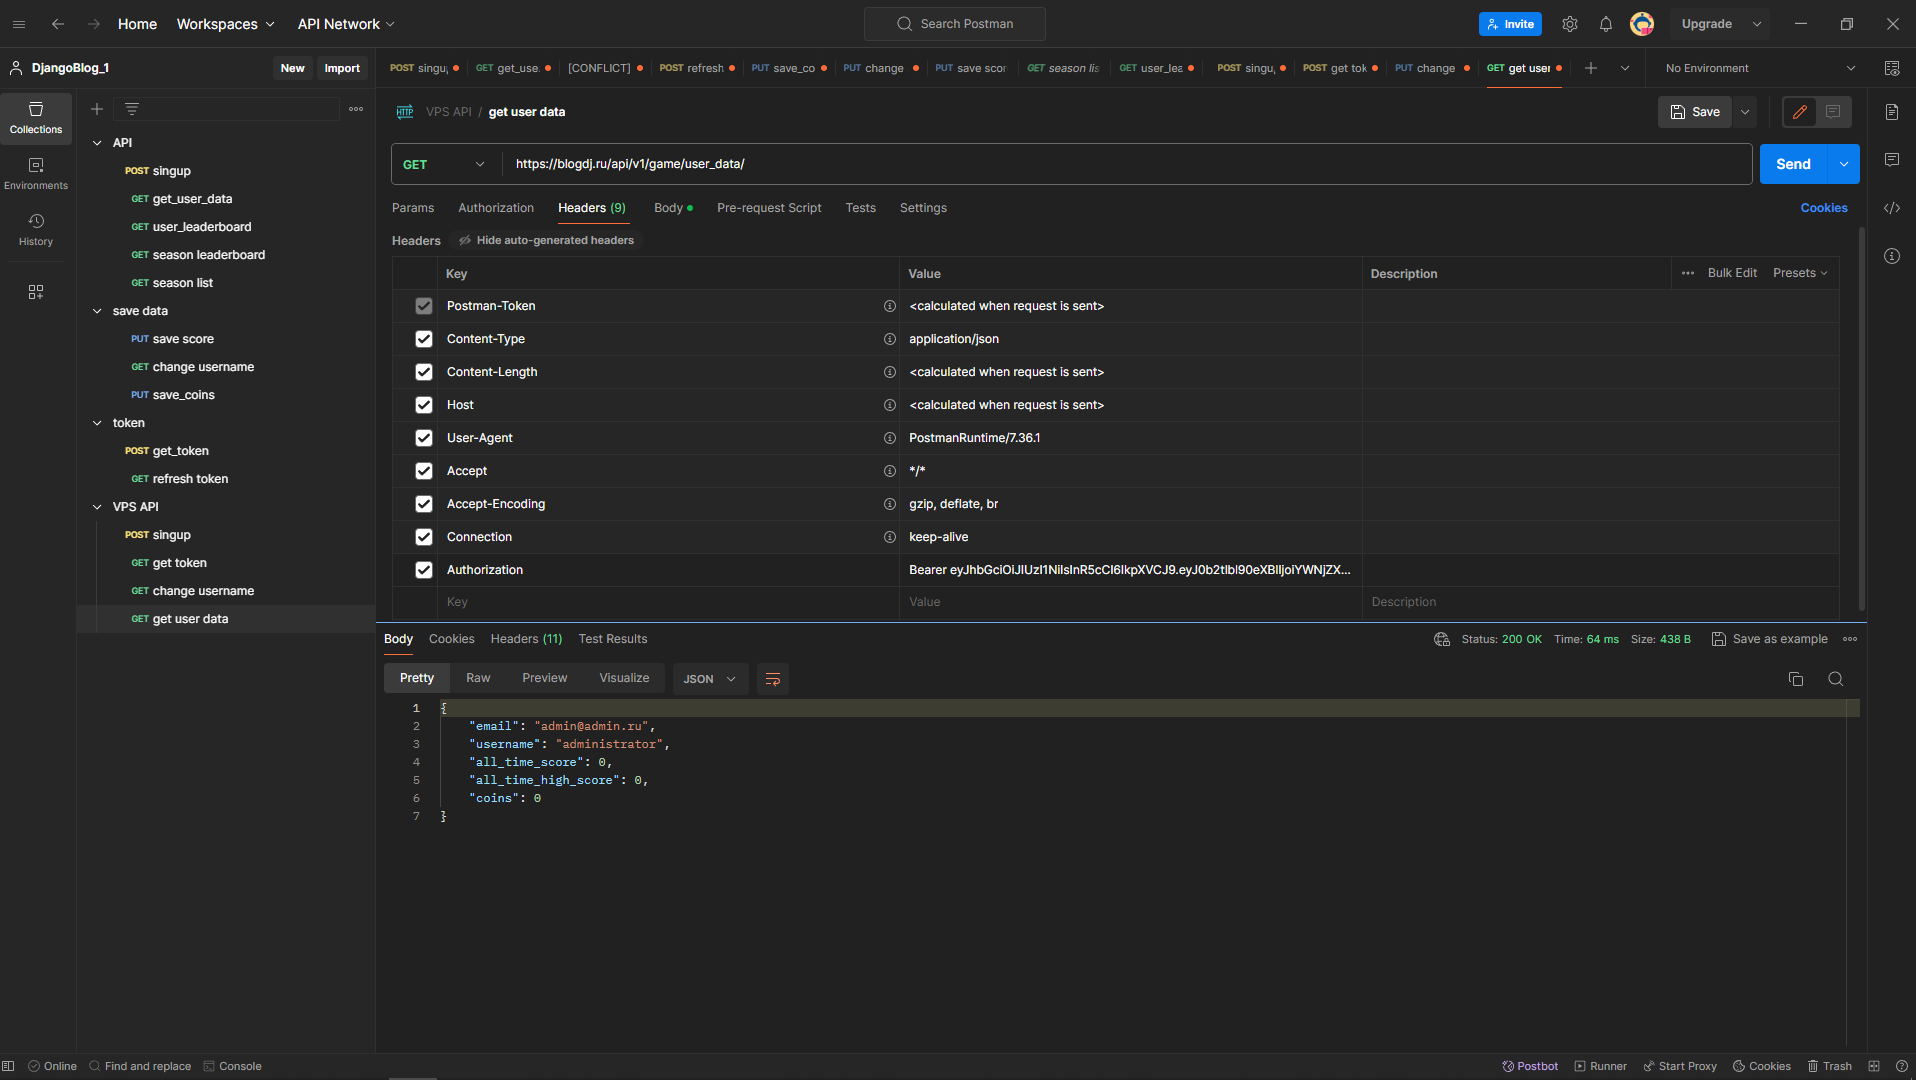 Home Workspaces API Network Search Postman Invite Upgrade
DjangoBlog_1 New Import
POST singu GET get_use. [CONFLICT] POST refresh PUT save_co PUT change PUT save scor GET season lis GET user_lea POST singu POST get tok PUT change GET get user No Environment
Collections
Environments
History
API
POST singup
GET get_user_data
GET user_leaderboard
GET season leaderboard
GET season list
save data
PUT save score
GET change username
PUT save_coins
token
POST get_token
GET refresh token
VPS API
POST singup
GET get token
GET change username
GET get user data
HTTP VPS API / get user data Save
GET https://blogdj.ru/api/v1/game/user_data/ Send
Params Authorization Headers (9) Body Pre-request Script Tests Settings Cookies
Headers Hide auto-generated headers
Key Value Description Bulk Edit Presets
Postman-Token <calculated when request is sent>
Content-Type application/json
Content-Length <calculated when request is sent>
Host <calculated when request is sent>
User-Agent PostmanRuntime/7.36.1
Accept */*
Accept-Encoding gzip, deflate, br
Connection keep-alive
Authorization Bearer
Key Value Description
Body Cookies Headers (11) Test Results Status: 200 OK Time: 64 ms Size: 438 B Save as example
Pretty Raw Preview Visualize JSON
1 {
2 "email": "admin@admin.ru",
3 "username": "administrator",
4 "all_time_score": 0,
5 "all_time_high_score": 0,
6 "coins": 0
7 }
Online Find and replace Console Postbot Runner Start Proxy Cookies Trash